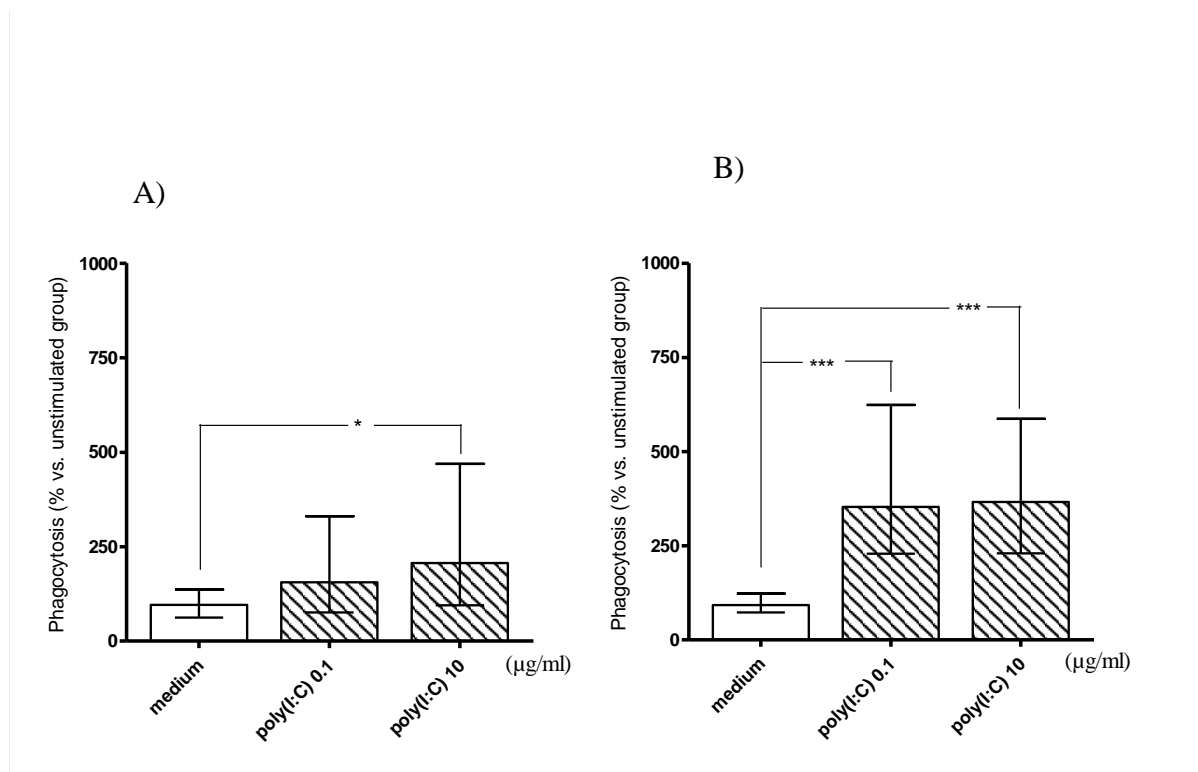 A)
Phagocytosis (% vs. unstimulated group)
1000
750
500
250
0
*
medium
poly(I:C) 0.1
poly(I:C) 10
(µg/ml)
B)
Phagocytosis (% vs. unstimulated group)
1000
750
500
250
0
***
***
medium
poly(I:C) 0.1
poly(I:C) 10
(µg/ml)